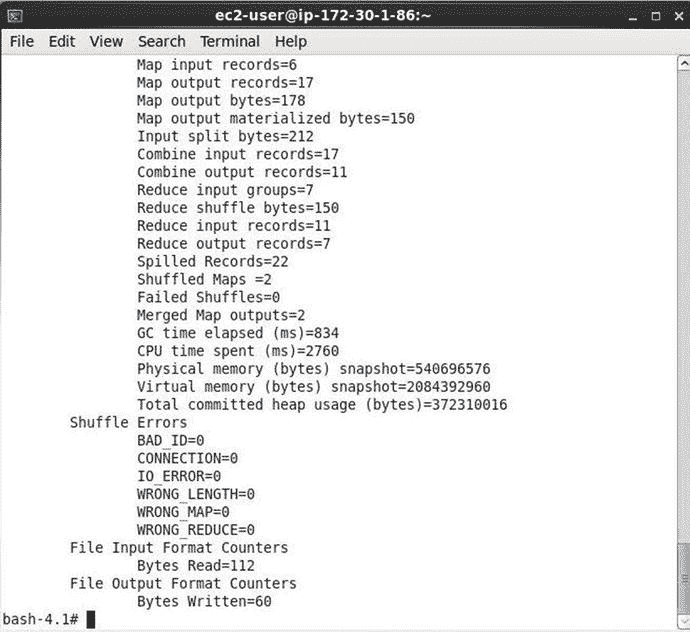 ec2-user@ip-172-30-1-86:~
File Edit View Search Terminal Help
Map input records=6
Map output records=17
Map output bytes=178
Map output materialized bytes=150
Input split bytes=212
Combine input records=17
Combine output records=11
Reduce input groups=7
Reduce shuffle bytes=150
Reduce input records=11
Reduce output records=7
Spilled Records=22
Shuffled Maps =2
Failed Shuffles=0
Merged Map outputs=2
GC time elapsed (ms)=834
CPU time spent (ms)=2760
Physical memory (bytes) snapshot=540696576
Virtual memory (bytes) snapshot=2084392960
Total committed heap usage (bytes)=372310016
Shuffle Errors
BAD_ID=0
CONNECTION=0
IO_ERROR=0
WRONG_LENGTH=0
WRONG_MAP=0
WRONG_REDUCE=0
File Input Format Counters
Bytes Read=112
File Output Format Counters
Bytes Written=60
bash-4.1#